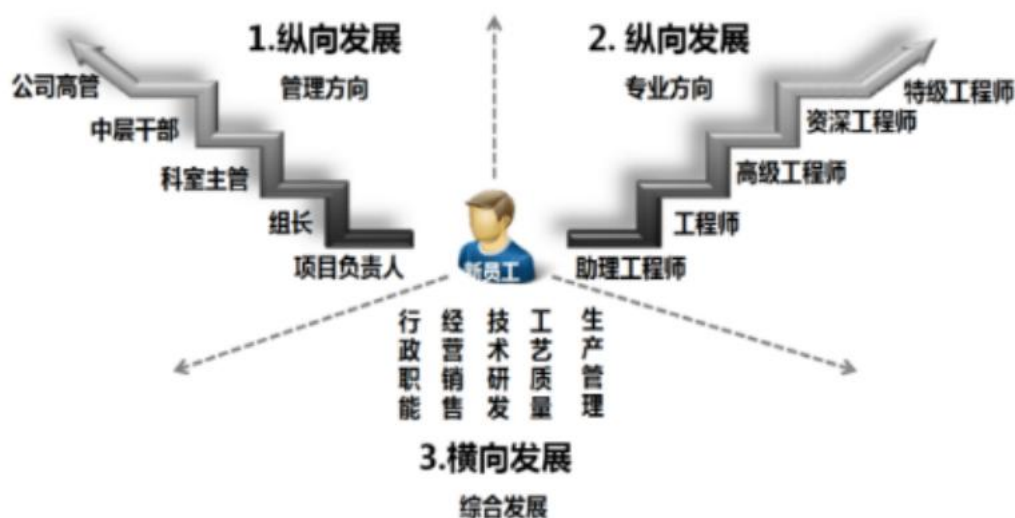 1.纵向发展
管理方向
公司高管
中层干部
科室主管
组长
项目负责人
2. 纵向发展
专业方向
特级工程师
资深工程师
高级工程师
工程师
助理工程师
新员工
行政职能
经营销售
技术研发
工艺质量
生产管理
3.横向发展
综合发展